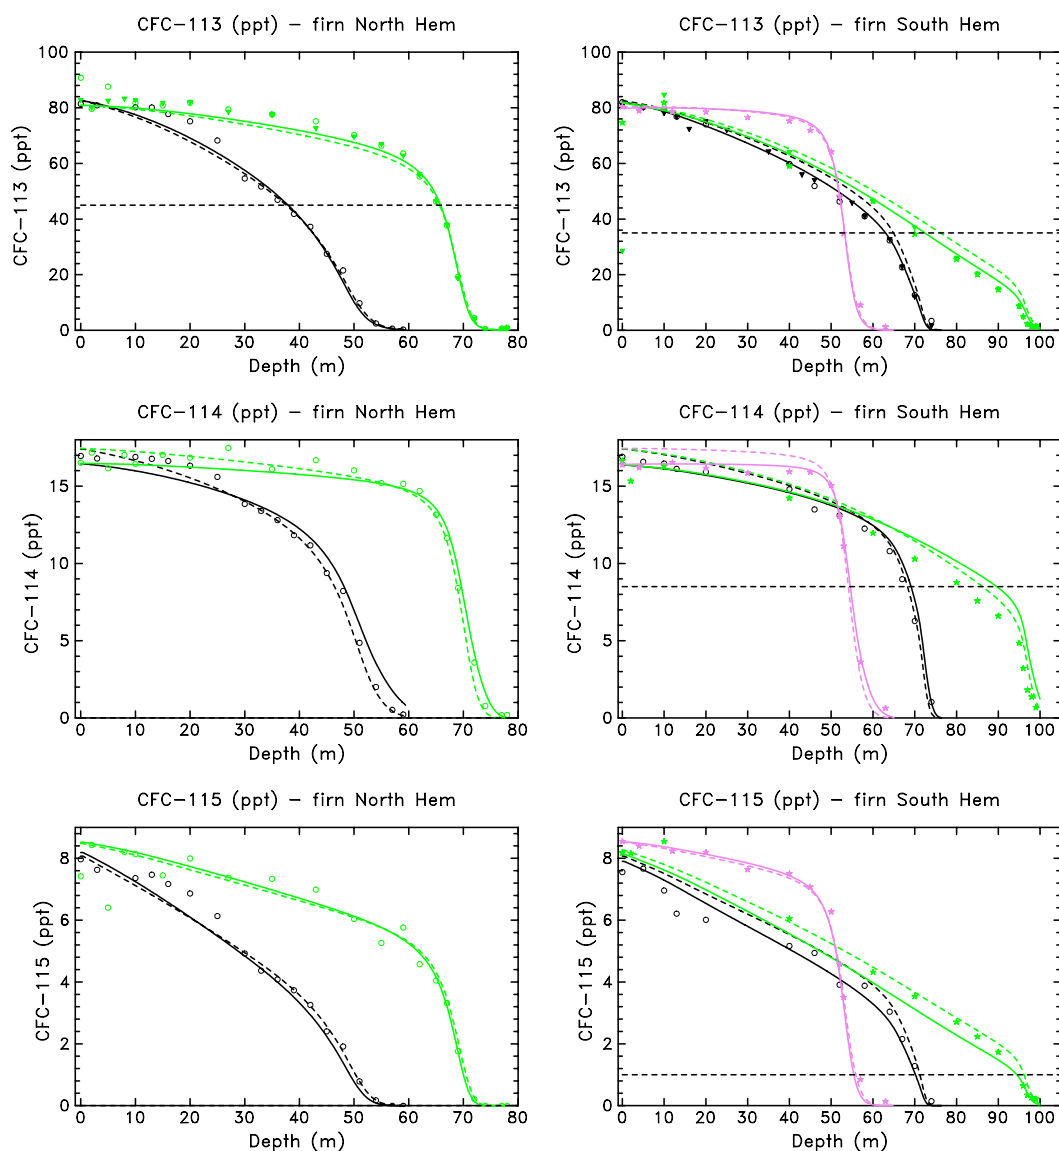 CFC-113 (ppt) – firn North Hem
CFC-113 (ppt)
100
80
60
40
20
0
0 10 20 30 40 50 60 70 80
Depth (m)
CFC-113 (ppt) – firn South Hem
CFC-113 (ppt)
100
80
60
40
20
0
0 10 20 30 40 50 60 70 80 90 100
Depth (m)
CFC-114 (ppt) – firn North Hem
CFC-114 (ppt)
15
10
5
0
0 10 20 30 40 50 60 70 80
Depth (m)
CFC-114 (ppt) – firn South Hem
CFC-114 (ppt)
15
10
5
0
0 10 20 30 40 50 60 70 80 90 100
Depth (m)
CFC-115 (ppt) – firn North Hem
CFC-115 (ppt)
8
6
4
2
0
0 10 20 30 40 50 60 70 80
Depth (m)
CFC-115 (ppt) – firn South Hem
CFC-115 (ppt)
8
6
4
2
0
0 10 20 30 40 50 60 70 80 90 100
Depth (m)